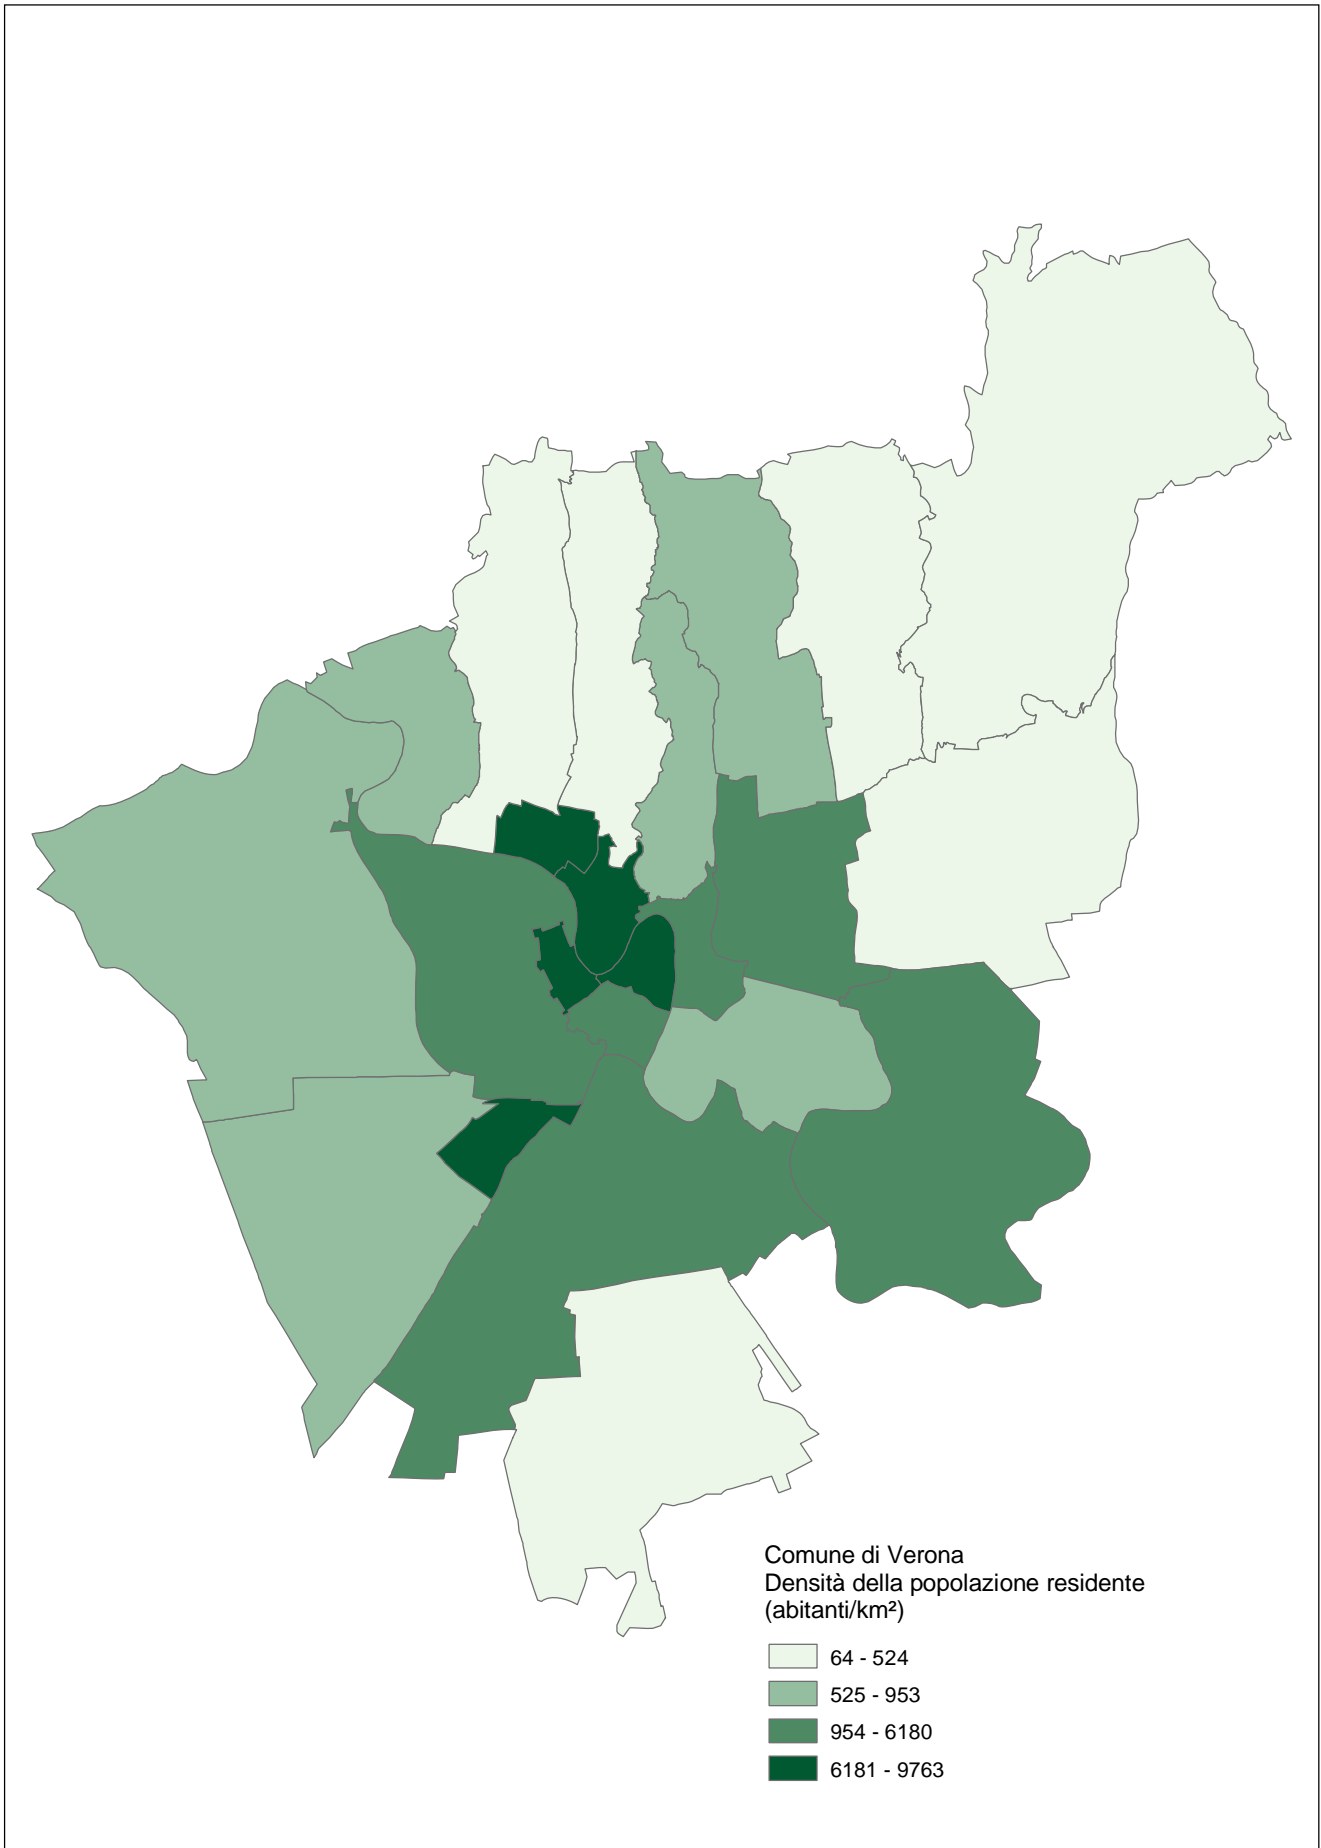 Comune di Verona
Densità della popolazione residente
(abitanti/km²)
64 - 524
525 - 953
954 - 6180
6181 - 9763